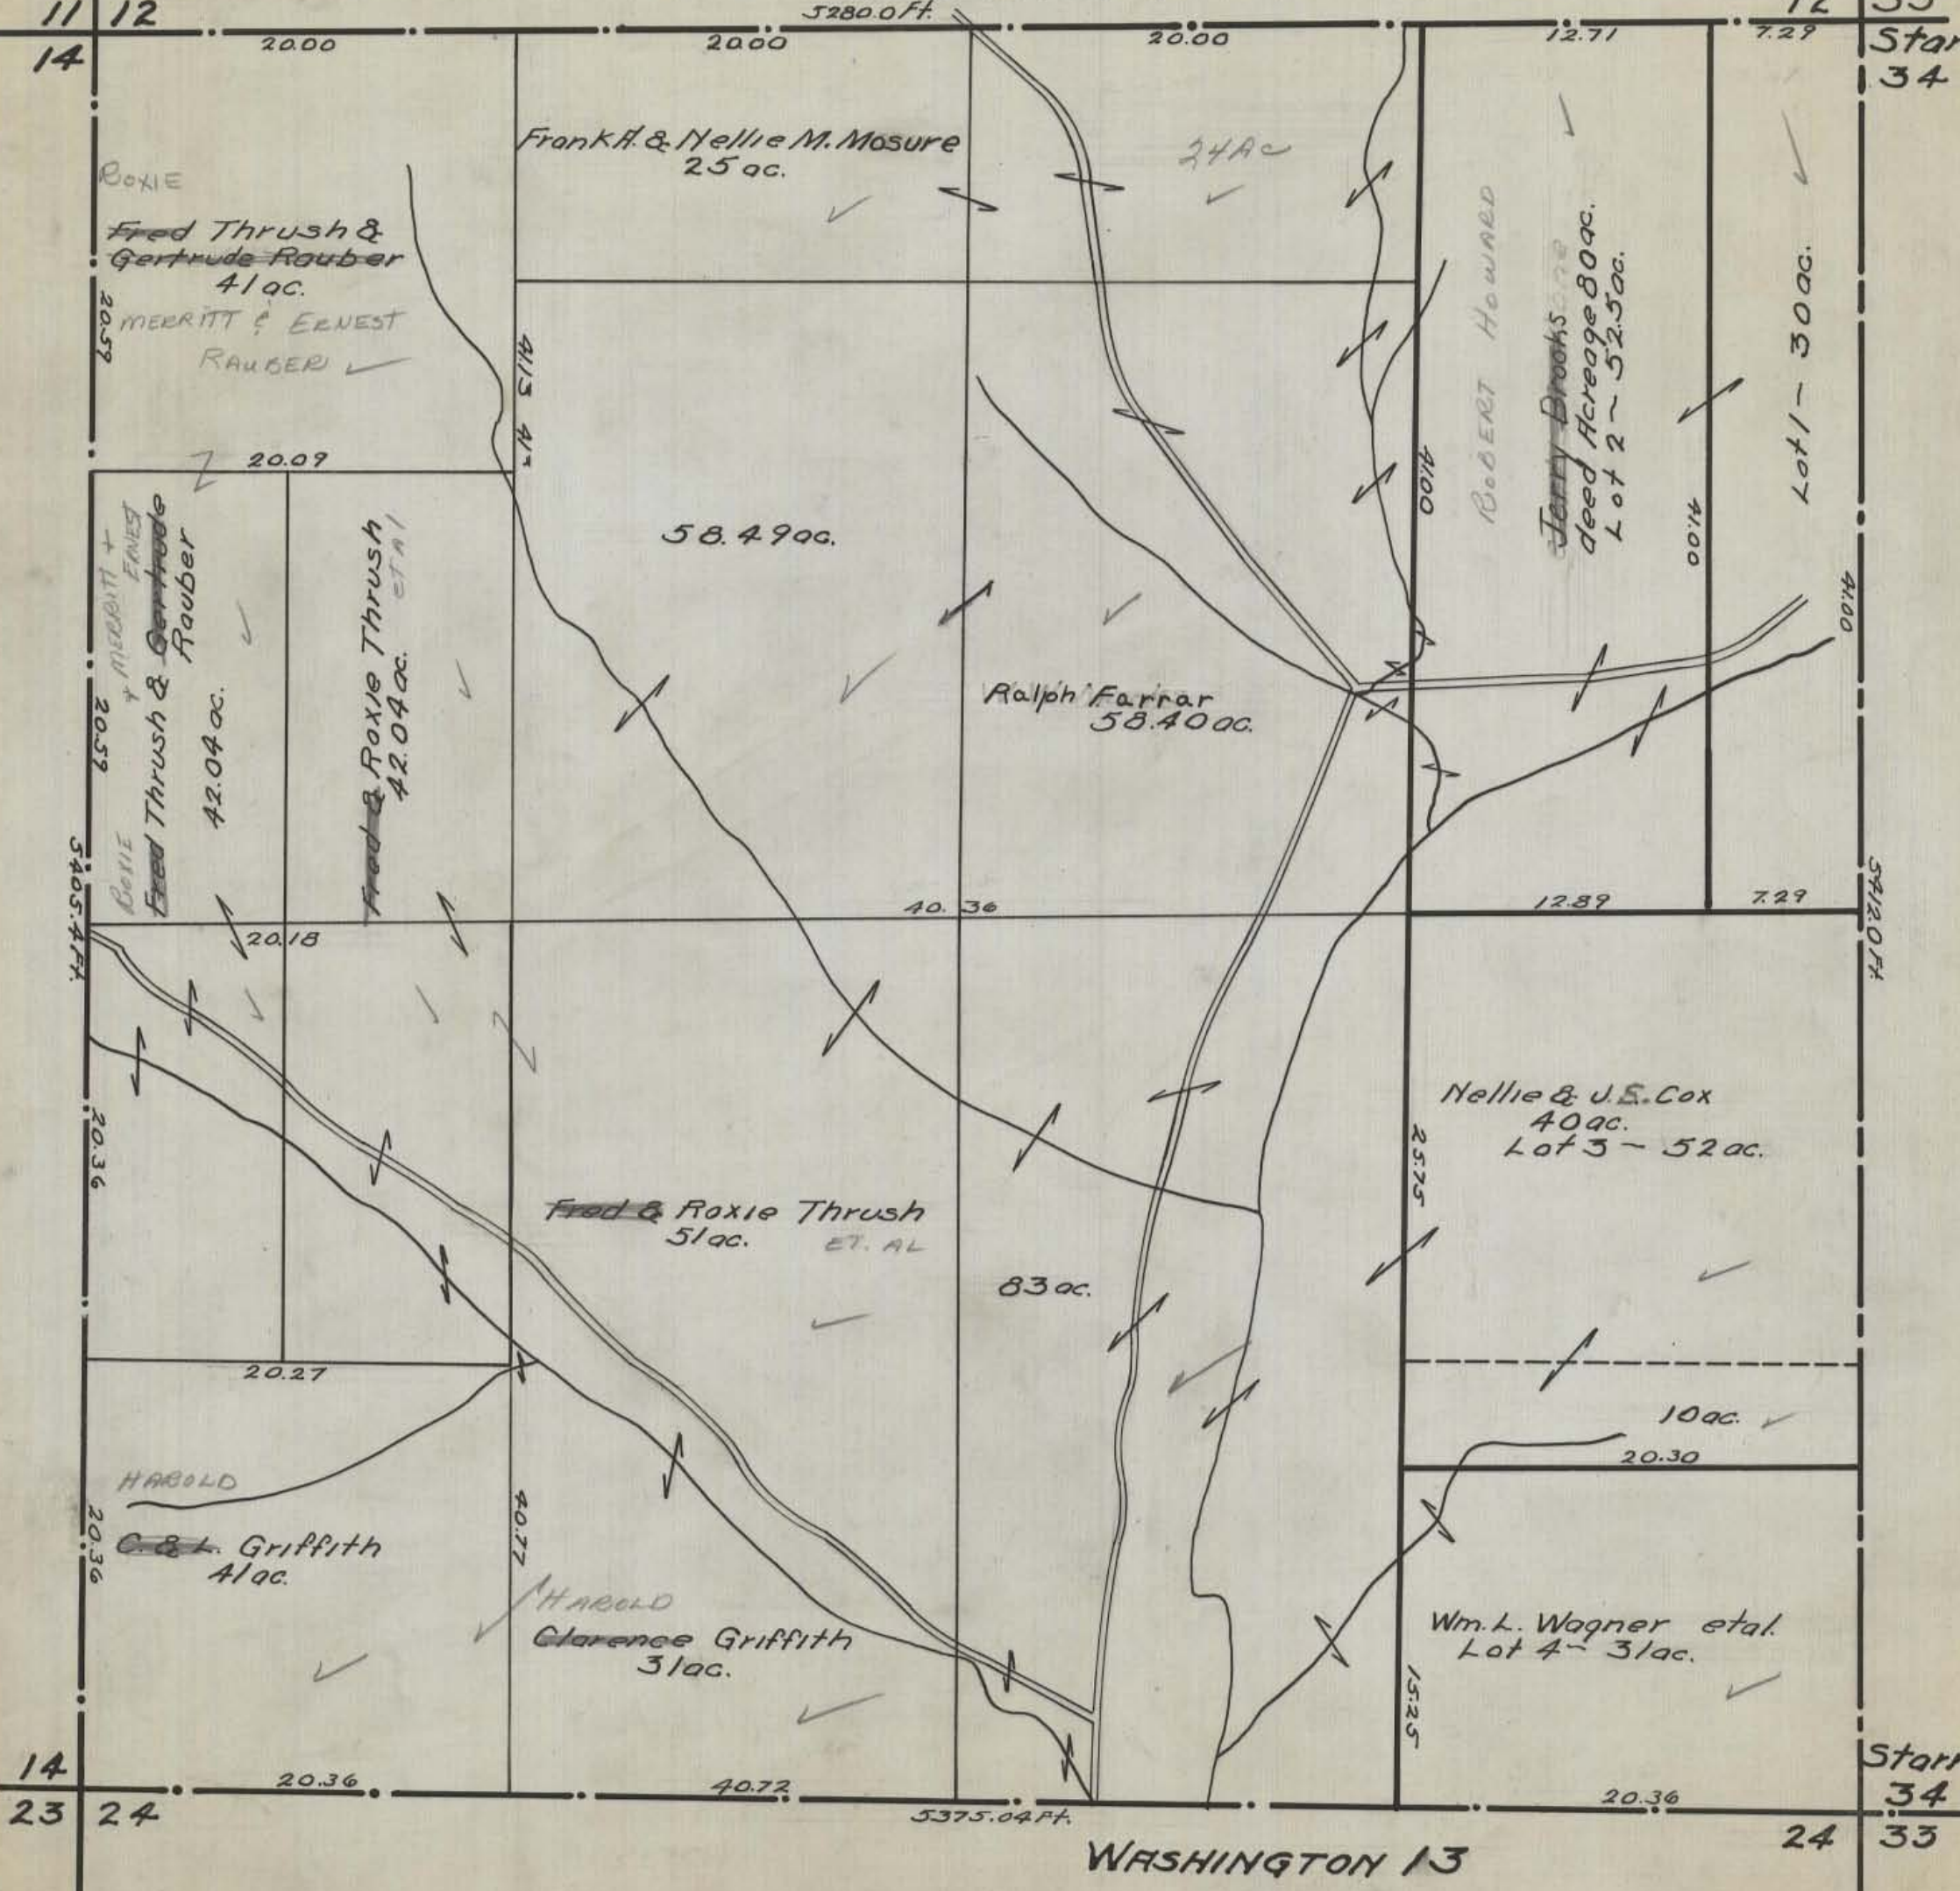 11 12
5280.0 Ft.
12
14
20.00
20.00
20.00
12.71
7.29
34
Frank A. & Nellie M. Mosure
25 ac.
24 Ac
ROXIE
Fred Thrush &
Gertrude Rauber
41 ac.
MERRITT & ERNEST
RAUBER
20.59
41.13
ROBERT HOWARD
Jerry Brooks
deed Acreage 80 ac.
Lot 2 - 52.5 ac.
Lot 1 - 30 ac.
41.00
41.00
41.00
20.09
ROXIE & MERRITT +
ERNEST
Fred Thrush & Gertrude
Rauber
42.04 ac.
Fred & Roxie Thrush
42.04 ac. ET AL
20.59
58.49 ac.
Ralph Farrar
58.40 ac.
5405.4 Ft.
5412.0 Ft.
40.36
12.89
7.29
20.18
Nellie & J.E. Cox
40 ac.
Lot 3 - 52 ac.
20.36
25.75
Fred & Roxie Thrush
51 ac. ET. AL
83 ac.
20.27
10 ac.
20.30
HAROLD
C. & L. Griffith
41 ac.
20.36
40.77
HAROLD
Clarence Griffith
31 ac.
Wm. L. Wagner etal.
Lot 4 - 31 ac.
15.25
14
Starr
20.36
40.72
20.36
34
23 24
5375.04 Ft.
24 33
WASHINGTON 13